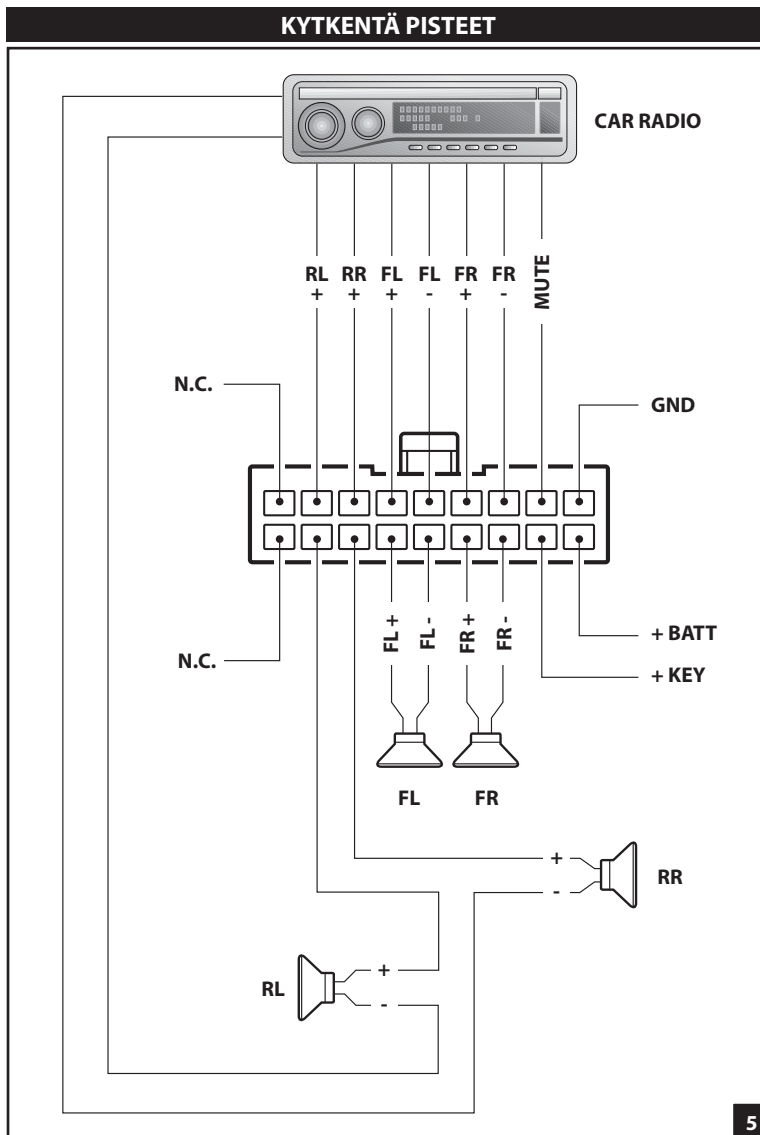 KYTKENTÄ PISTEET
CAR RADIO
RL + RR + FL + FL - FR + FR - MUTE
N.C.
GND
FL + FL - FR + FR -
+ BATT
N.C.
+ KEY
FL FR
+
RR
-
+
RL
-
5